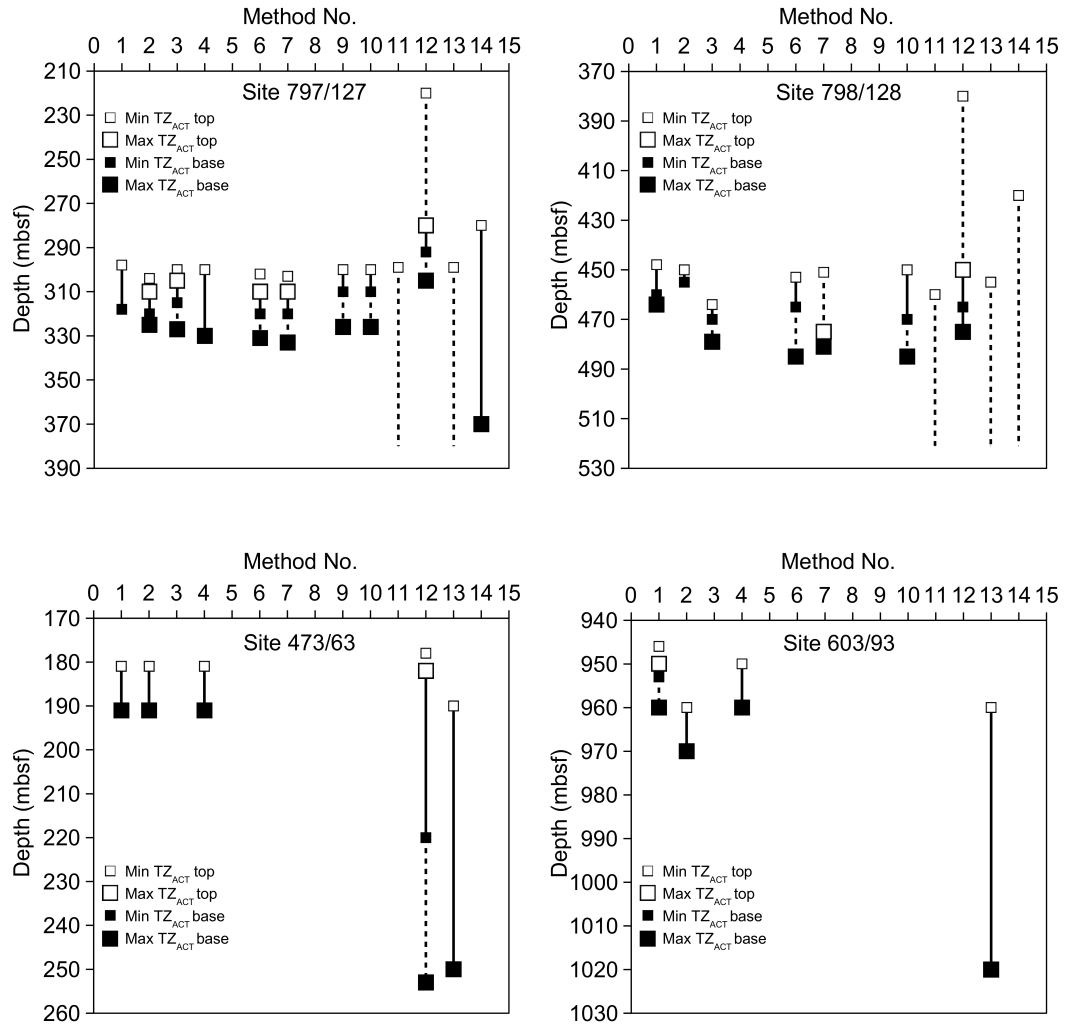 Method No.
0 1 2 3 4 5 6 7 8 9 10 11 12 13 14 15
Site 797/127
Min TZACT top
Max TZACT top
Min TZACT base
Max TZACT base
Depth (mbsf)
210
230
250
270
290
310
330
350
370
390
Method No.
0 1 2 3 4 5 6 7 8 9 10 11 12 13 14 15
Site 798/128
Min TZACT top
Max TZACT top
Min TZACT base
Max TZACT base
Depth (mbsf)
370
390
410
430
450
470
490
510
530
Method No.
0 1 2 3 4 5 6 7 8 9 10 11 12 13 14 15
Site 473/63
Depth (mbsf)
170
180
190
200
210
220
230
240
250
260
Min TZACT top
Max TZACT top
Min TZACT base
Max TZACT base
Method No.
0 1 2 3 4 5 6 7 8 9 10 11 12 13 14 15
Site 603/93
Depth (mbsf)
940
950
960
970
980
990
1000
1010
1020
1030
Min TZACT top
Max TZACT top
Min TZACT base
Max TZACT base